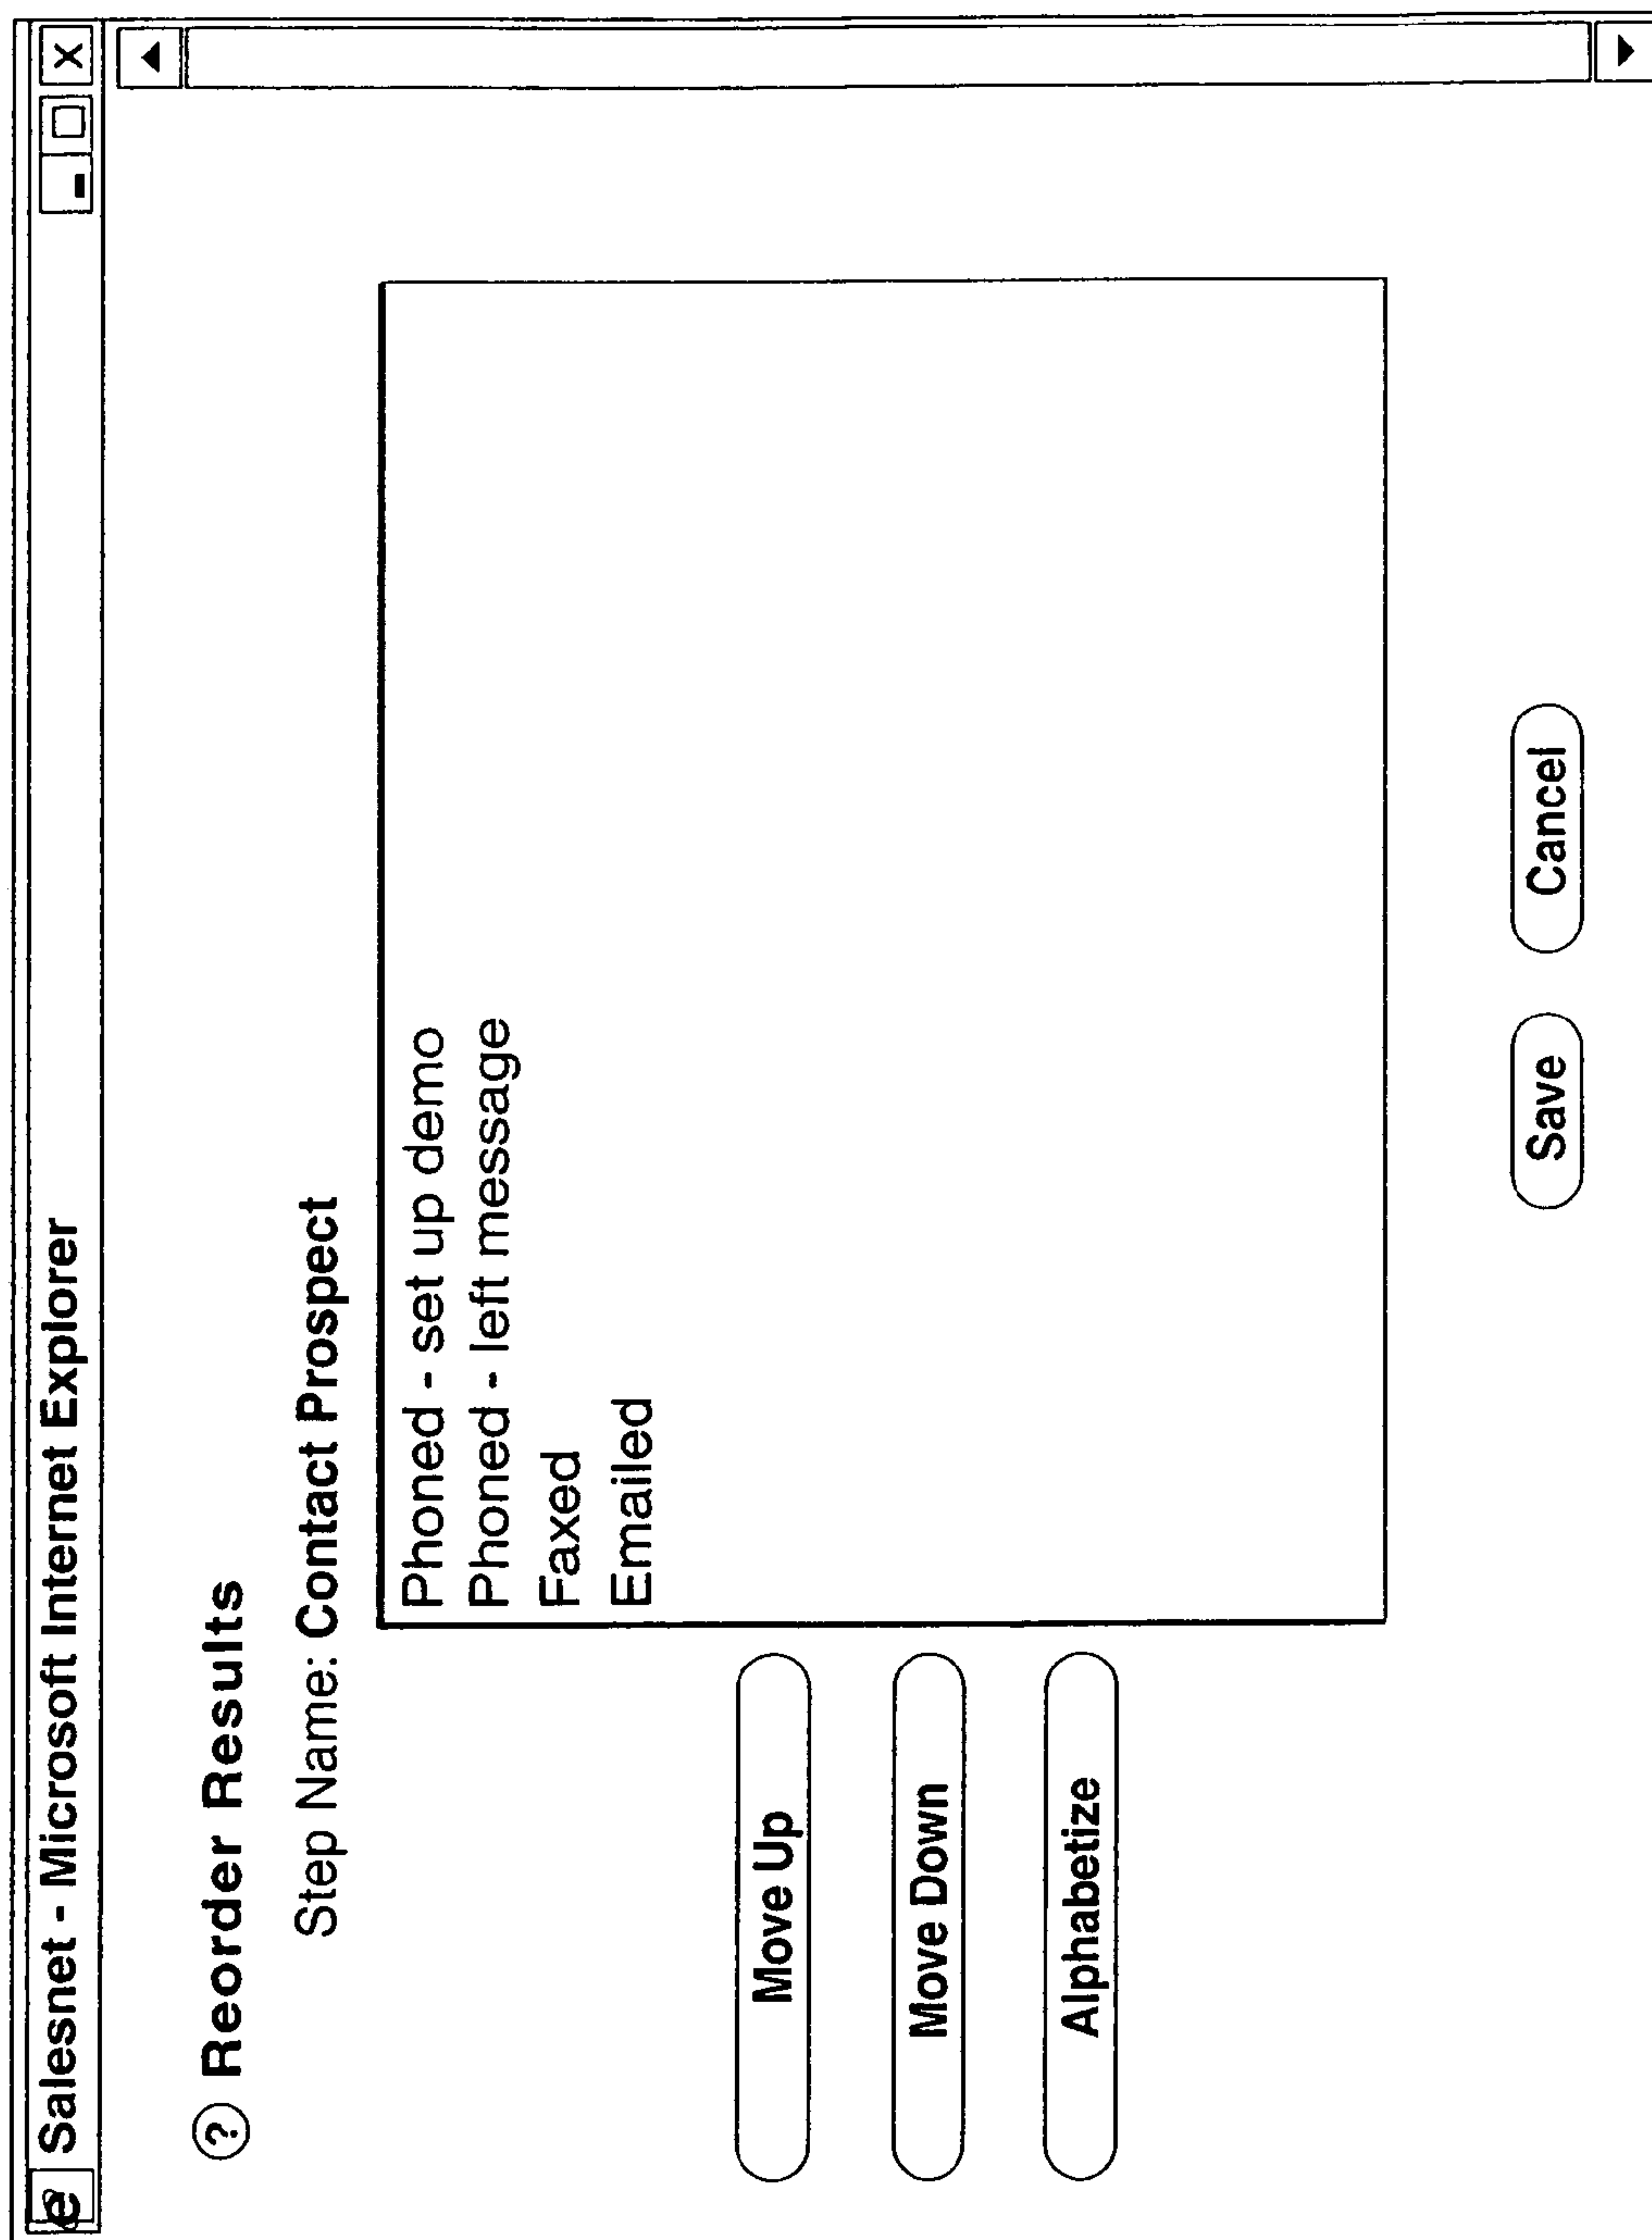 Salesnet - Microsoft Internet Explorer
? Reorder Results
Step Name: Contact Prospect
Phoned - set up demo
Phoned - left message
Faxed
Emailed
Move Up
Move Down
Alphabetize
Save Cancel